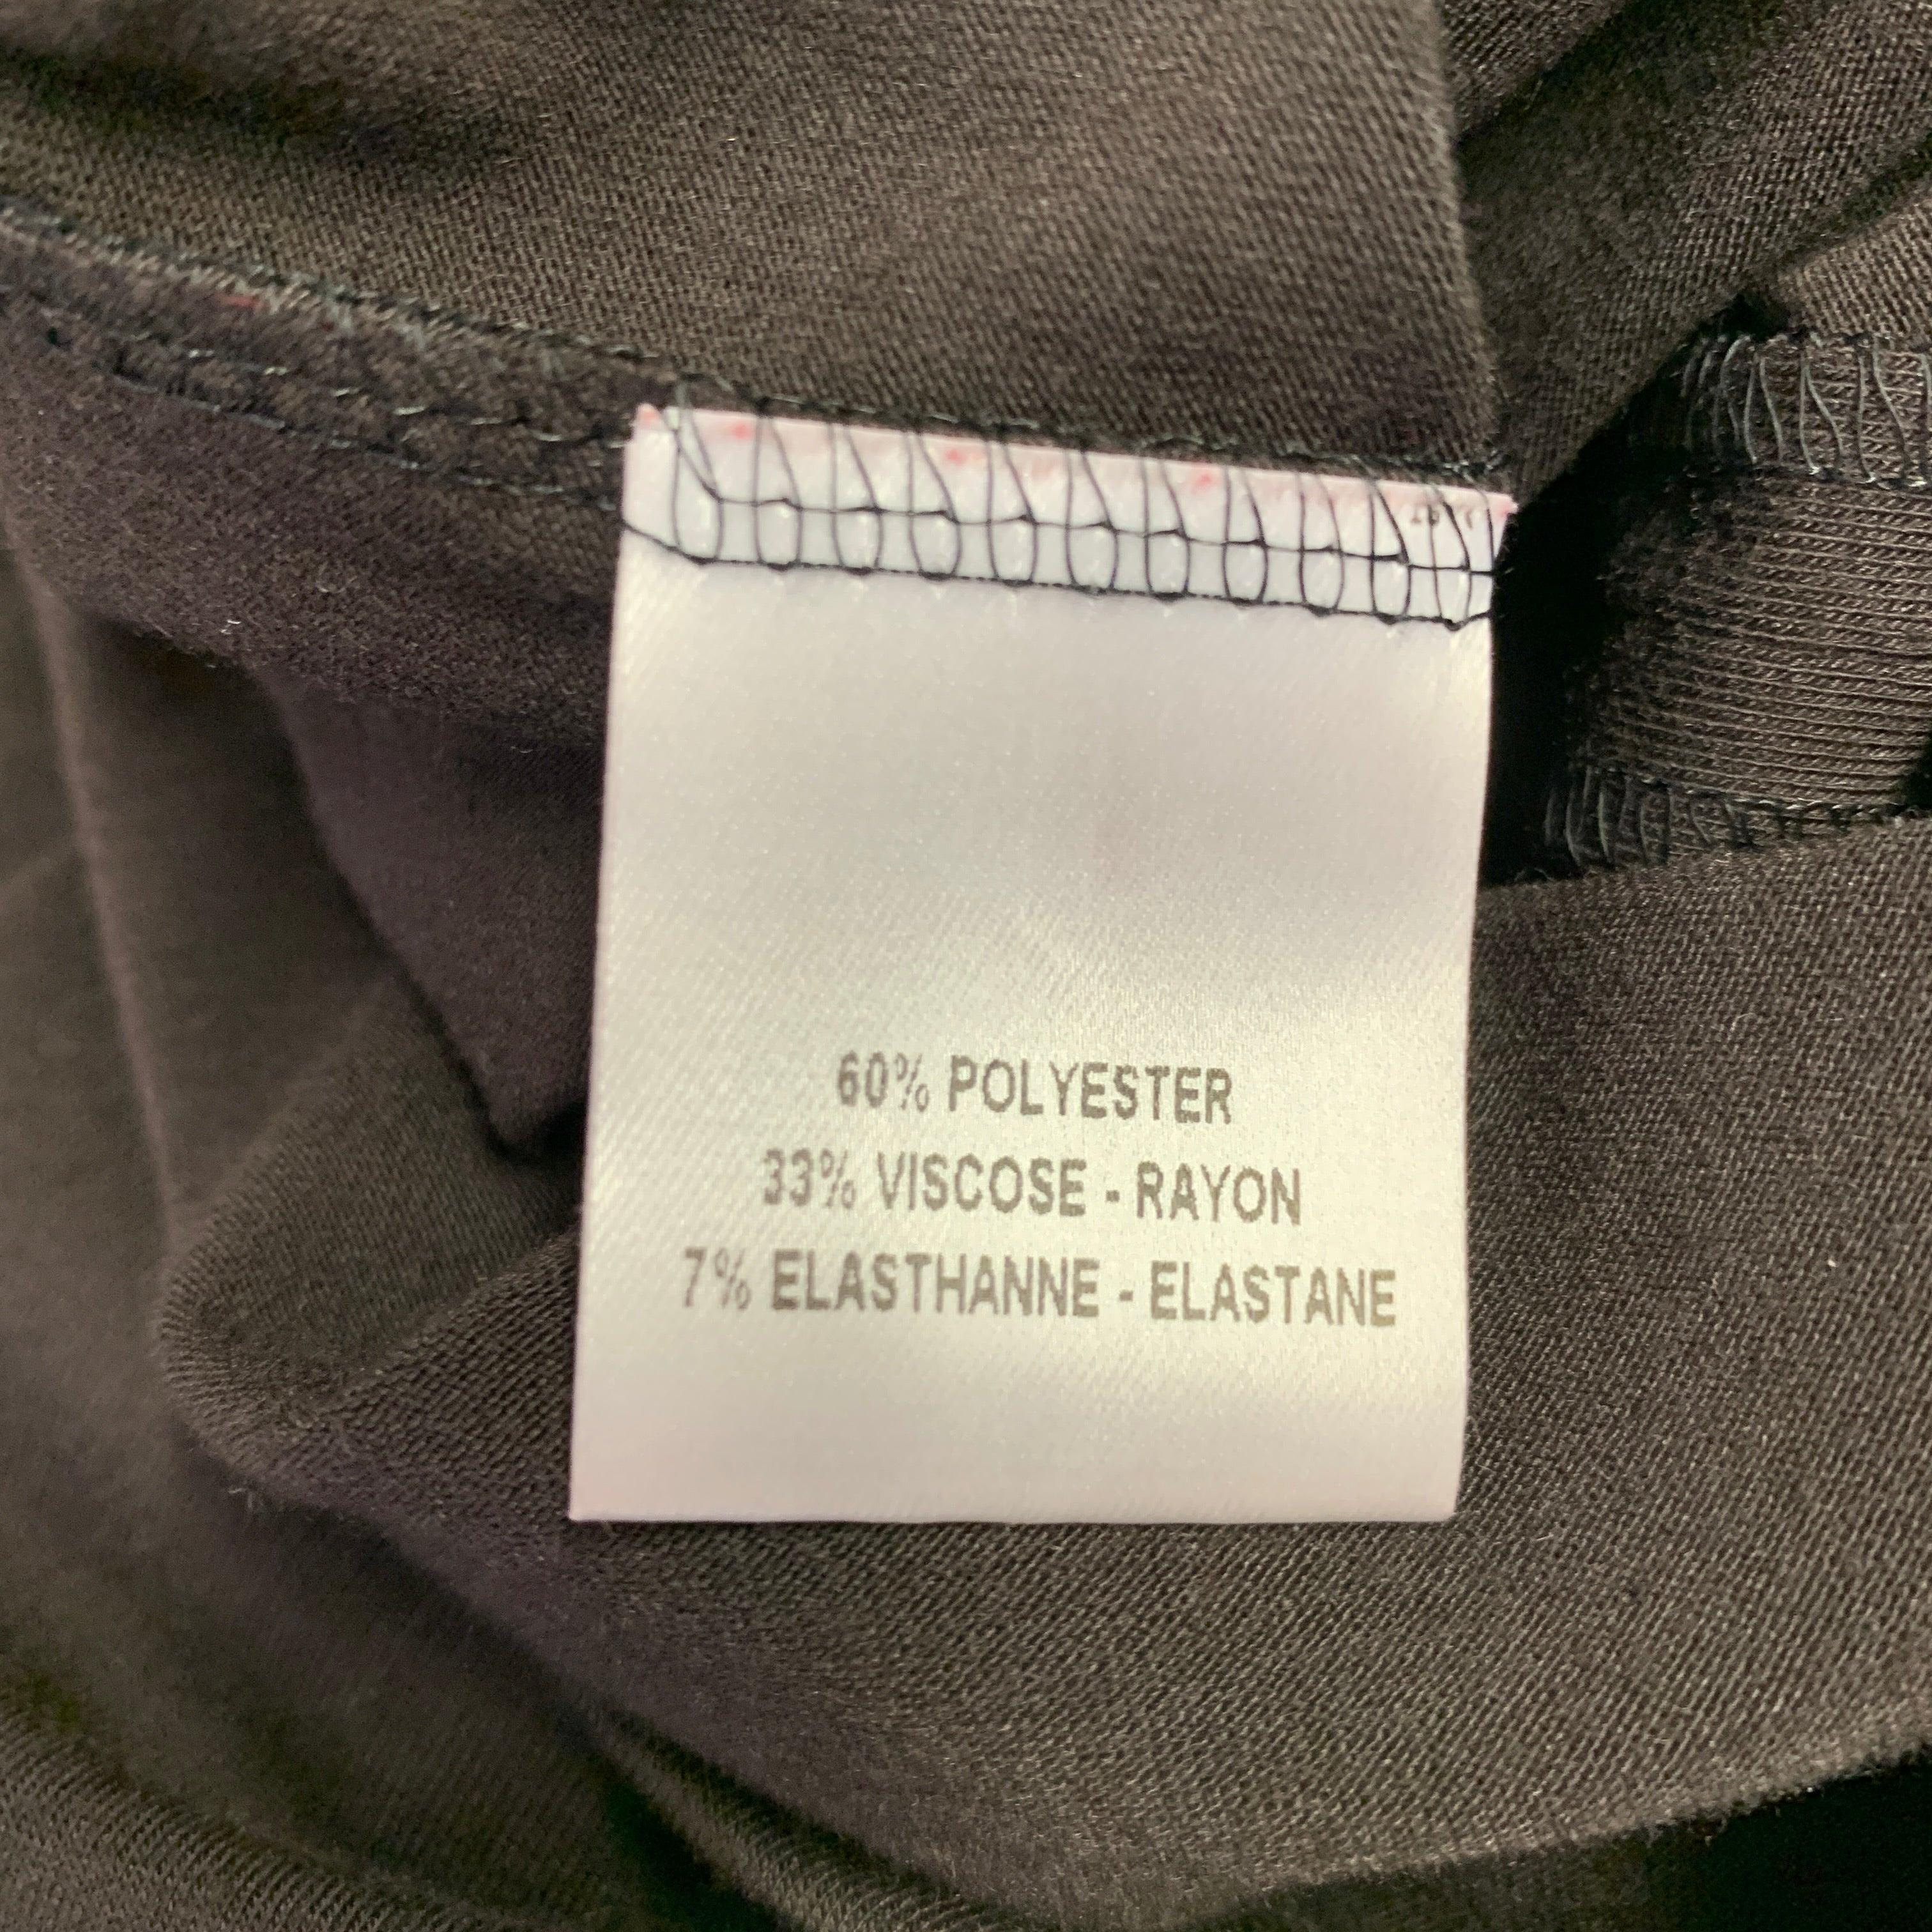 60% POLYESTER
33% VISCOSE - RAYON
7% ELASTHANNE - ELASTANE